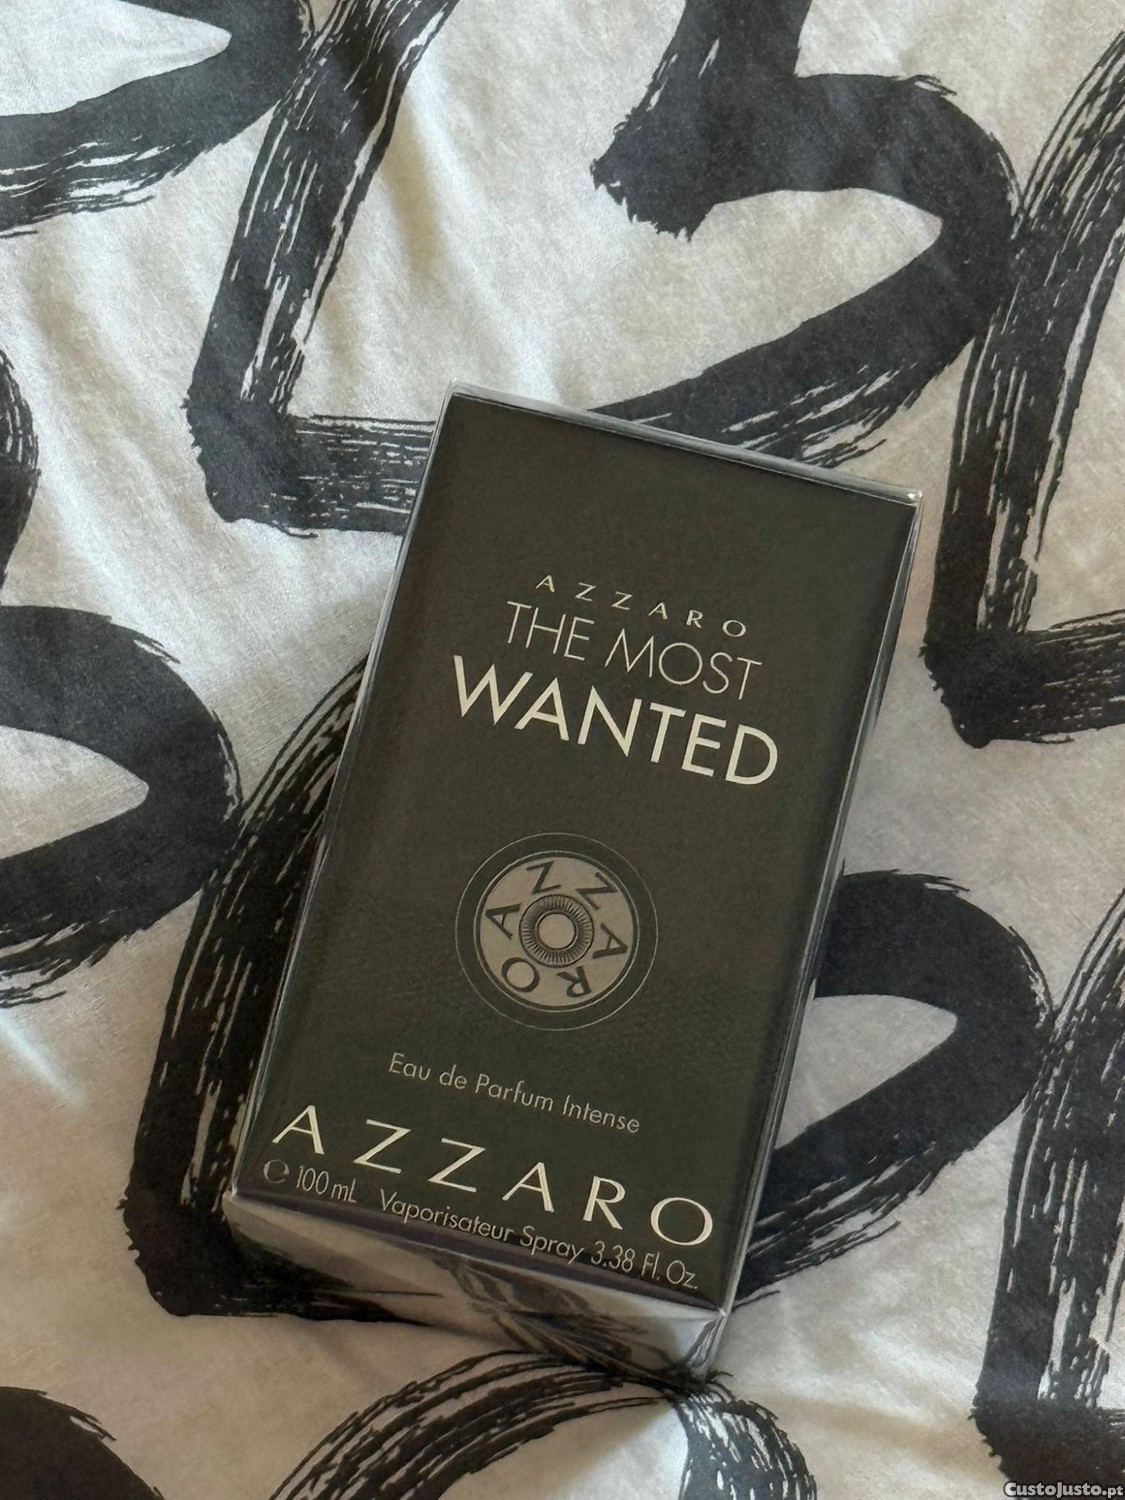 AZZARO
THE MOST
WANTED
AZZARO
Eau de Parfum Intense
AZZARO
℮ 100 mL Vaporisateur Spray 3.38 Fl. Oz.
CustoJusto.pt